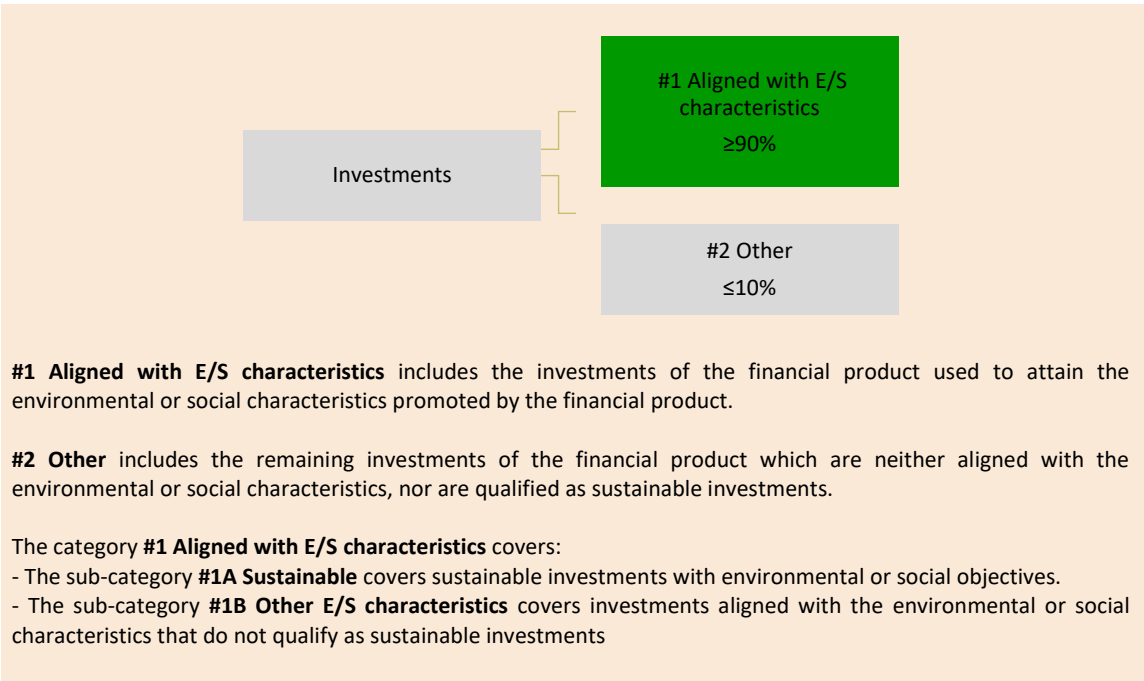 #1 Aligned with E/S
characteristics
≥90%
Investments
#2 Other
≤10%
#1 Aligned with E/S characteristics includes the investments of the financial product used to attain the
environmental or social characteristics promoted by the financial product.
#2 Other includes the remaining investments of the financial product which are neither aligned with the
environmental or social characteristics, nor are qualified as sustainable investments.
The category #1 Aligned with E/S characteristics covers:
- The sub-category #1A Sustainable covers sustainable investments with environmental or social objectives.
- The sub-category #1B Other E/S characteristics covers investments aligned with the environmental or social
characteristics that do not qualify as sustainable investments